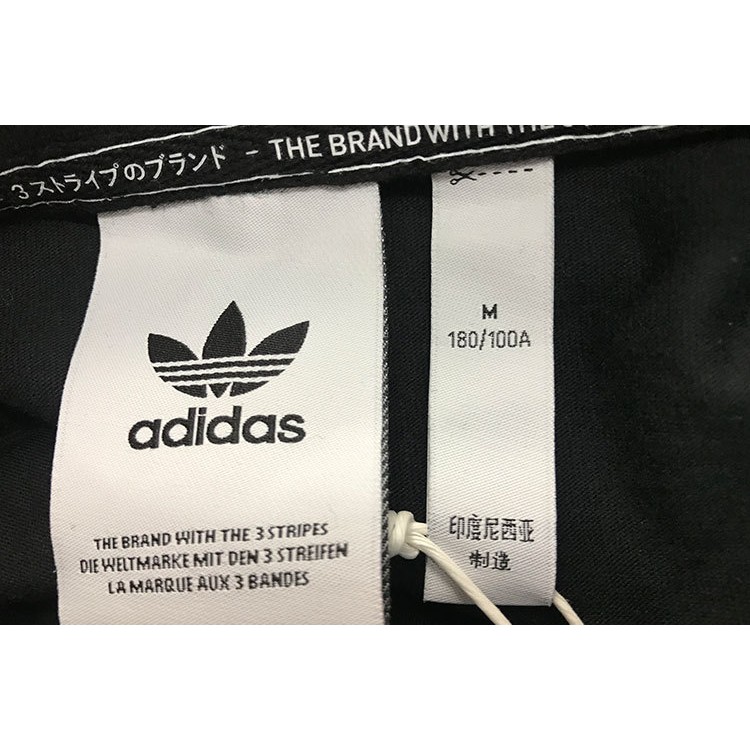 3ストライプのブランド - THE BRAND WITH THE
adidas
THE BRAND WITH THE 3 STRIPES
DIE WELTMARKE MIT DEN 3 STREIFEN
LA MARQUE AUX 3 BANDES
M
180/100A
印度尼西亚
制造